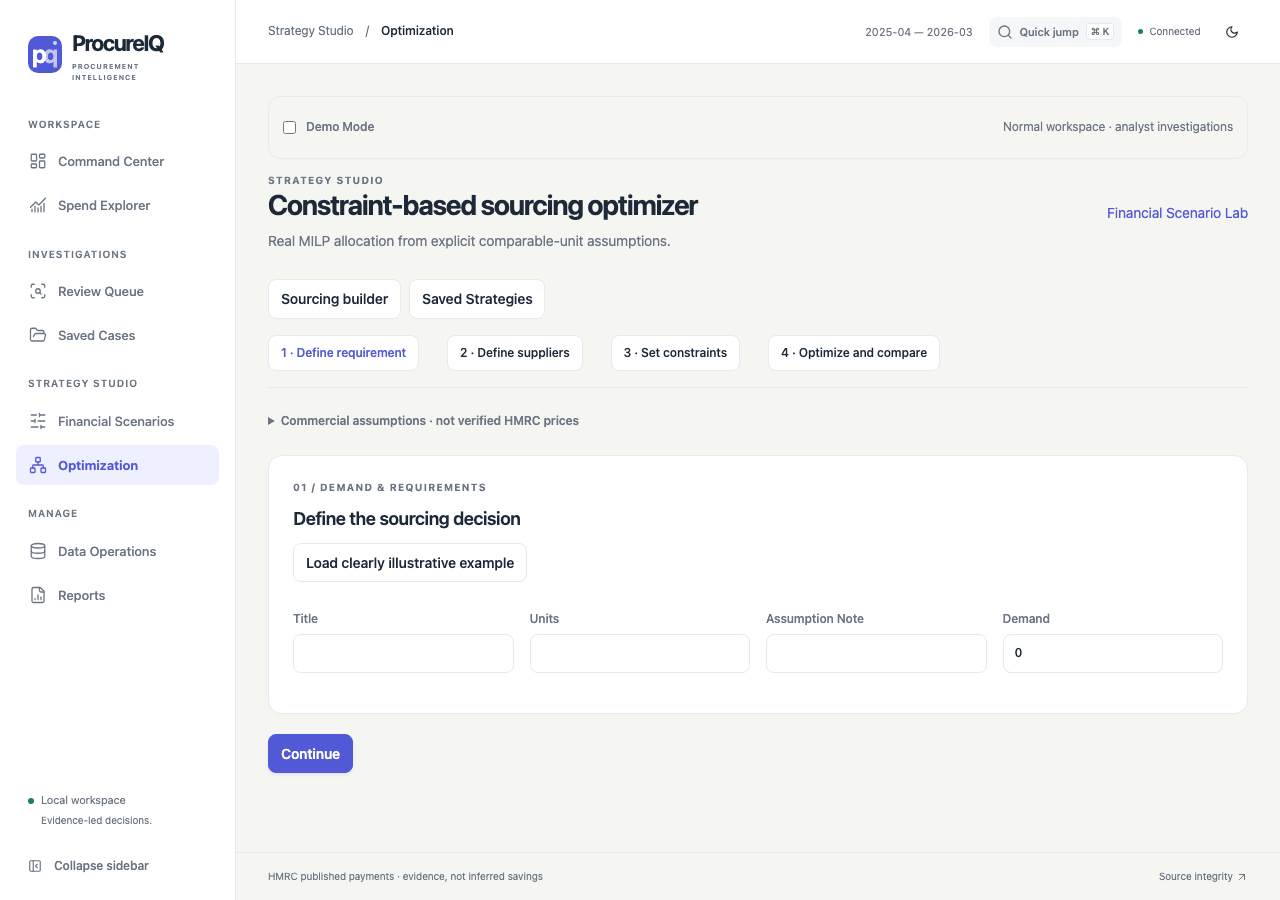 pq
ProcureIQ
PROCUREMENT
INTELLIGENCE
WORKSPACE
Command Center
Spend Explorer
INVESTIGATIONS
Review Queue
Saved Cases
STRATEGY STUDIO
Financial Scenarios
Optimization
MANAGE
Data Operations
Reports
Local workspace
Evidence-led decisions.
Collapse sidebar
Strategy Studio / Optimization
2025-04 — 2026-03
Quick jump ⌘ K
Connected
Demo Mode
Normal workspace · analyst investigations
STRATEGY STUDIO
Constraint-based sourcing optimizer
Financial Scenario Lab
Real MILP allocation from explicit comparable-unit assumptions.
Sourcing builder
Saved Strategies
1 · Define requirement
2 · Define suppliers
3 · Set constraints
4 · Optimize and compare
Commercial assumptions · not verified HMRC prices
01 / DEMAND & REQUIREMENTS
Define the sourcing decision
Load clearly illustrative example
Title
Units
Assumption Note
Demand
0
Continue
HMRC published payments · evidence, not inferred savings
Source integrity